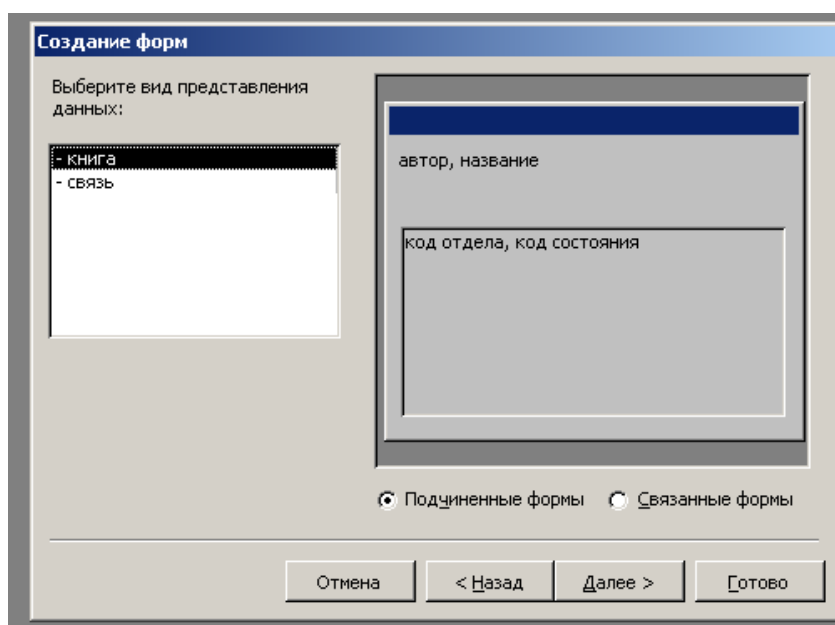 Создание форм
Выберите вид представления
данных:
- книга
- связь
автор, название
код отдела, код состояния
Подчиненные формы
Связанные формы
Отмена
< Назад
Далее >
Готово